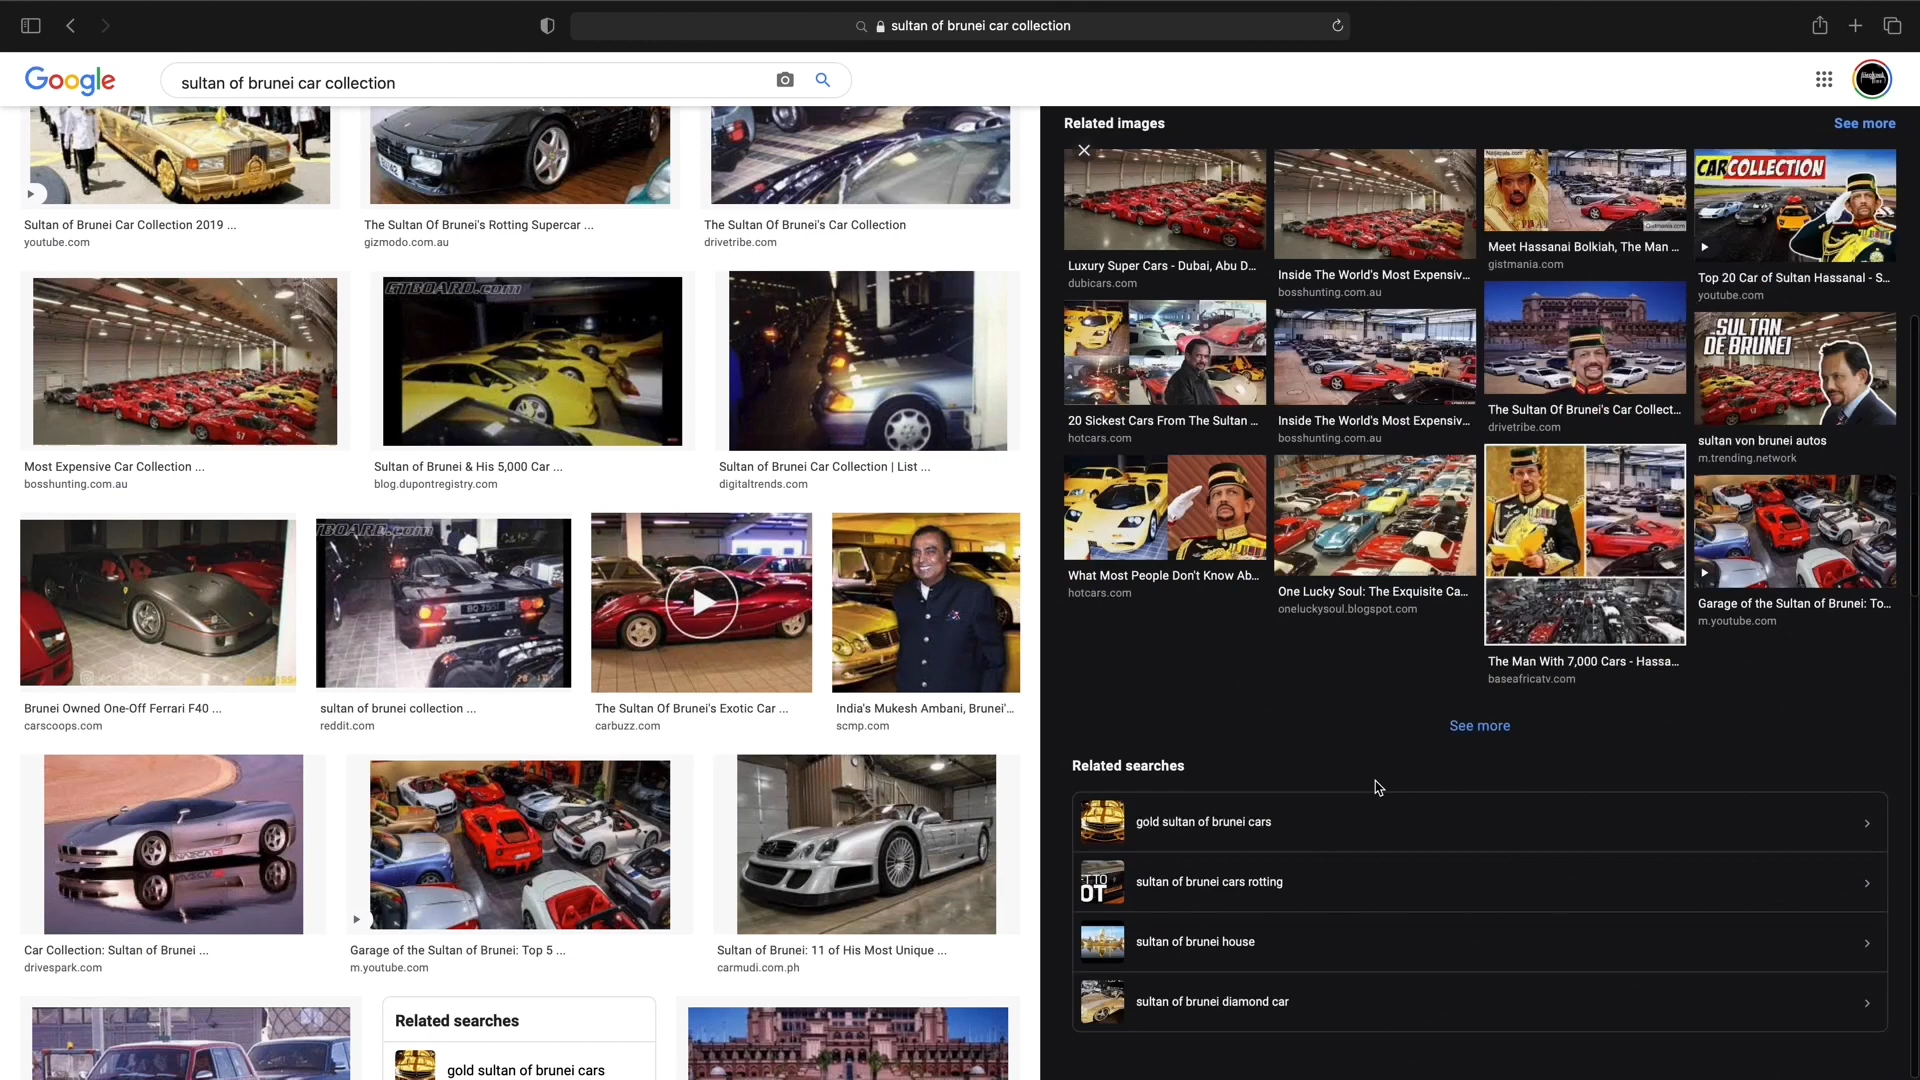 sultan of brunei car collection
Google
sultan of brunei car collection
Sultan of Brunei Car Collection 2019 ...
youtube.com
The Sultan Of Brunei's Rotting Supercar ...
gizmodo.com.au
The Sultan Of Brunei's Car Collection
drivetribe.com
GTBOARD.com
Most Expensive Car Collection ...
bosshunting.com.au
Sultan of Brunei & His 5,000 Car ...
blog.dupontregistry.com
Sultan of Brunei Car Collection | List ...
digitaltrends.com
BQ 7551
Brunei Owned One-Off Ferrari F40 ...
carscoops.com
sultan of brunei collection ...
reddit.com
The Sultan Of Brunei's Exotic Car ...
carbuzz.com
India's Mukesh Ambani, Brunei'...
scmp.com
Car Collection: Sultan of Brunei ...
drivespark.com
Garage of the Sultan of Brunei: Top 5 ...
m.youtube.com
Sultan of Brunei: 11 of His Most Unique ...
carmudi.com.ph
Related searches
gold sultan of brunei cars
Related images
See more
Luxury Super Cars - Dubai, Abu D...
dubicars.com
Inside The World's Most Expensiv...
bosshunting.com.au
Meet Hassanai Bolkiah, The Man ...
gistmania.com
CAR COLLECTION
Top 20 Car of Sultan Hassanal - S...
youtube.com
20 Sickest Cars From The Sultan ...
hotcars.com
Inside The World's Most Expensiv...
bosshunting.com.au
The Sultan Of Brunei's Car Collect...
drivetribe.com
SULTAN
DE BRUNEI
sultan von brunei autos
m.trending.network
What Most People Don't Know Ab...
hotcars.com
One Lucky Soul: The Exquisite Ca...
oneluckysoul.blogspot.com
The Man With 7,000 Cars - Hassa...
baseafricatv.com
Garage of the Sultan of Brunei: To...
m.youtube.com
See more
Related searches
gold sultan of brunei cars
sultan of brunei cars rotting
sultan of brunei house
sultan of brunei diamond car